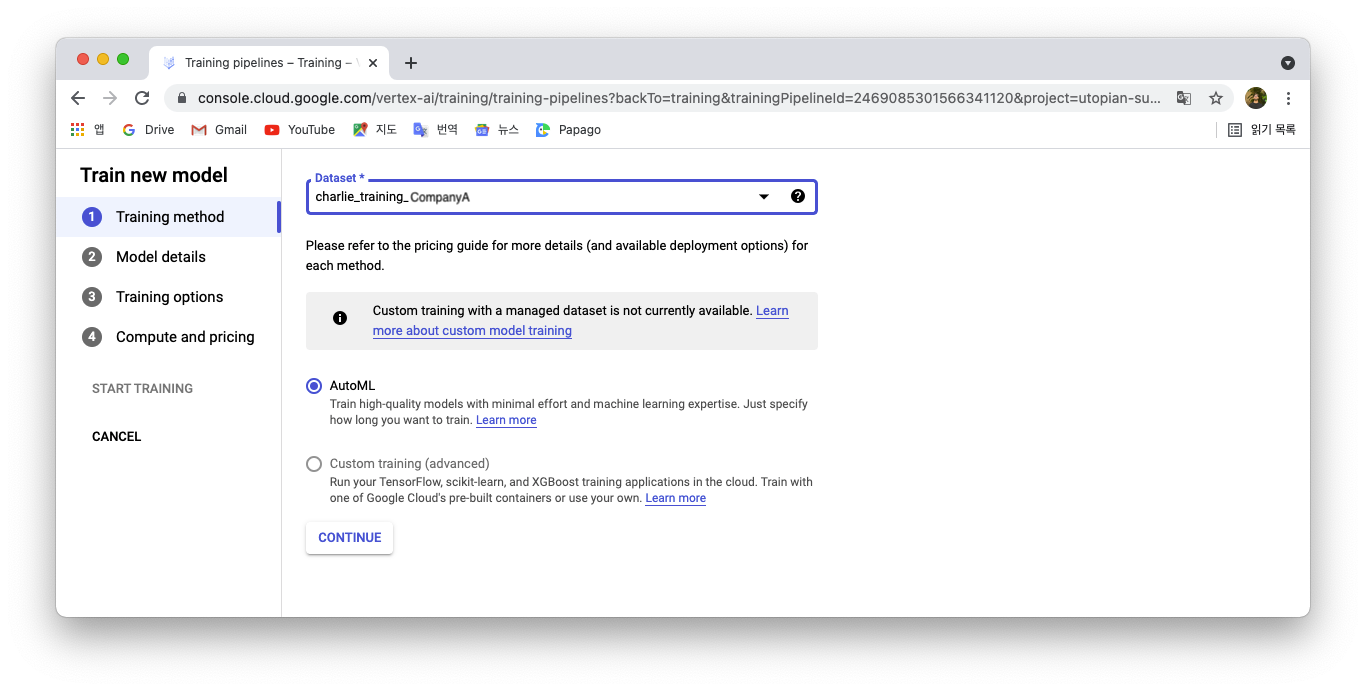 Training pipelines – Training –
console.cloud.google.com/vertex-ai/training/training-pipelines?backTo=training&trainingPipelineId=2469085301566341120&project=utopian-su...
앱 Drive Gmail YouTube 지도 번역 뉴스 Papago 읽기 목록
Train new model
1 Training method
2 Model details
3 Training options
4 Compute and pricing
START TRAINING
CANCEL
Dataset *
charlie_training_CompanyA
Please refer to the pricing guide for more details (and available deployment options) for
each method.
Custom training with a managed dataset is not currently available. Learn
more about custom model training
AutoML
Train high-quality models with minimal effort and machine learning expertise. Just specify
how long you want to train. Learn more
Custom training (advanced)
Run your TensorFlow, scikit-learn, and XGBoost training applications in the cloud. Train with
one of Google Cloud's pre-built containers or use your own. Learn more
CONTINUE